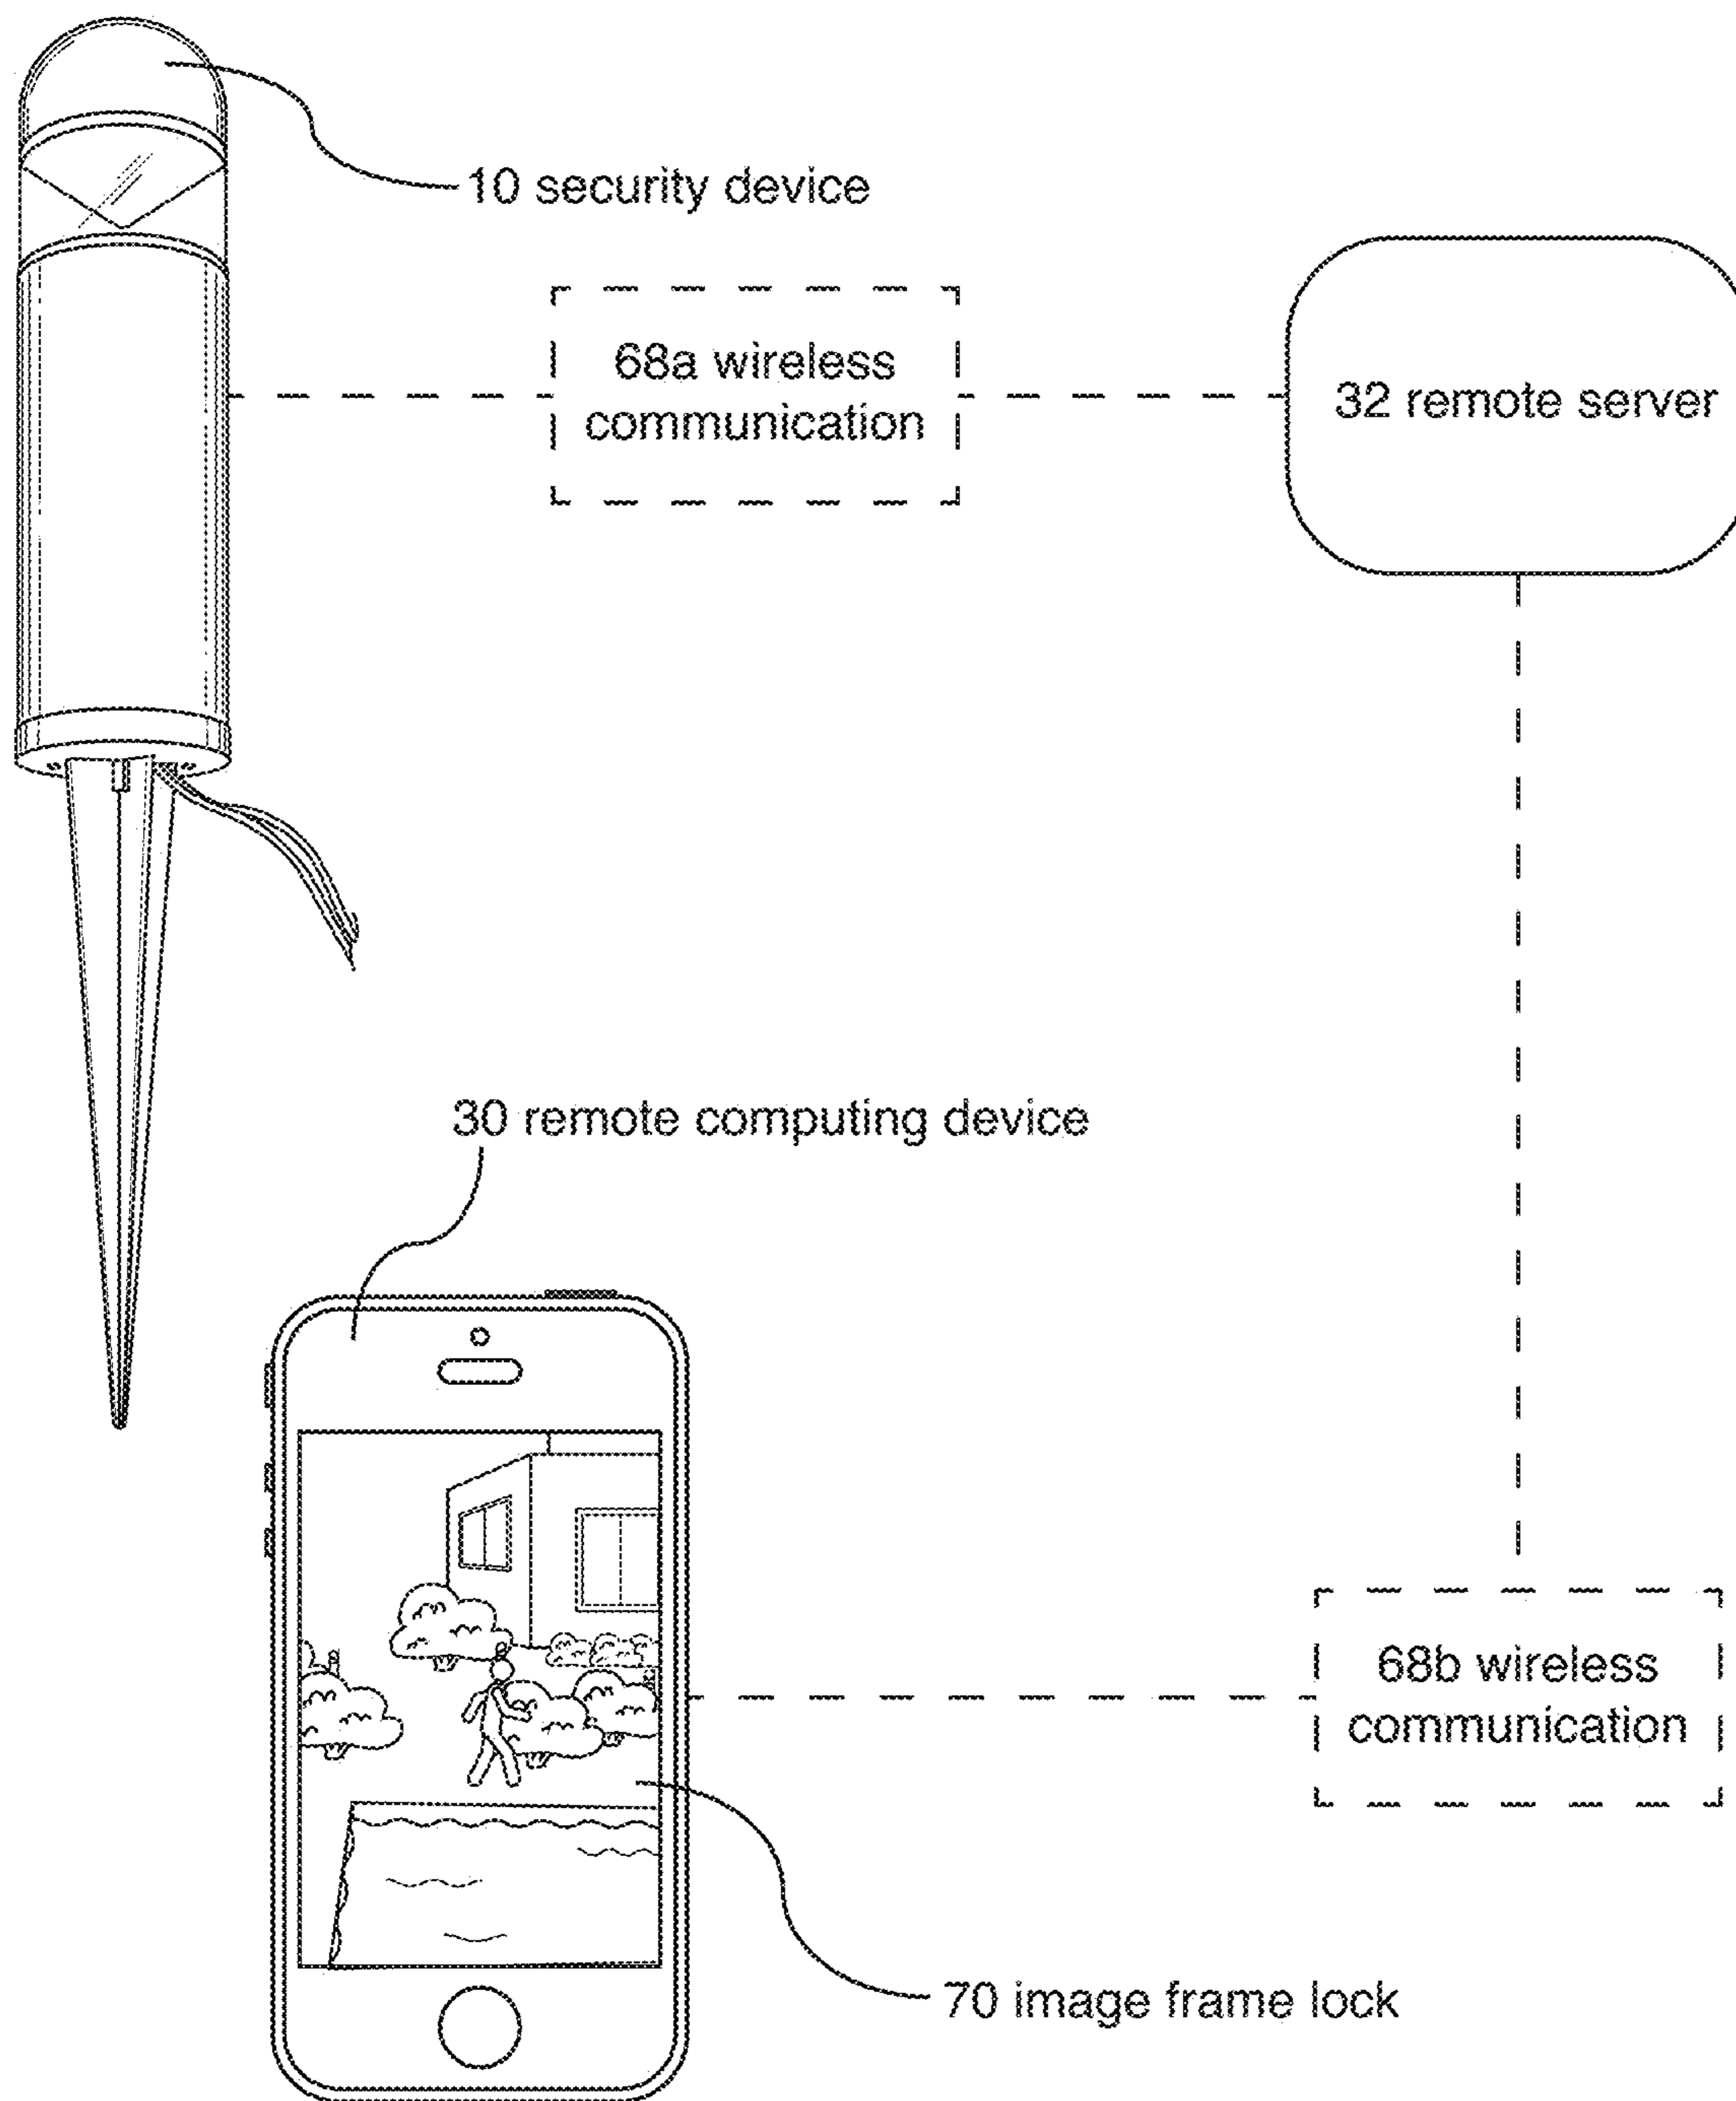 10 security device
68a wireless
communication
32 remote server
30 remote computing device
68b wireless
communication
70 image frame lock